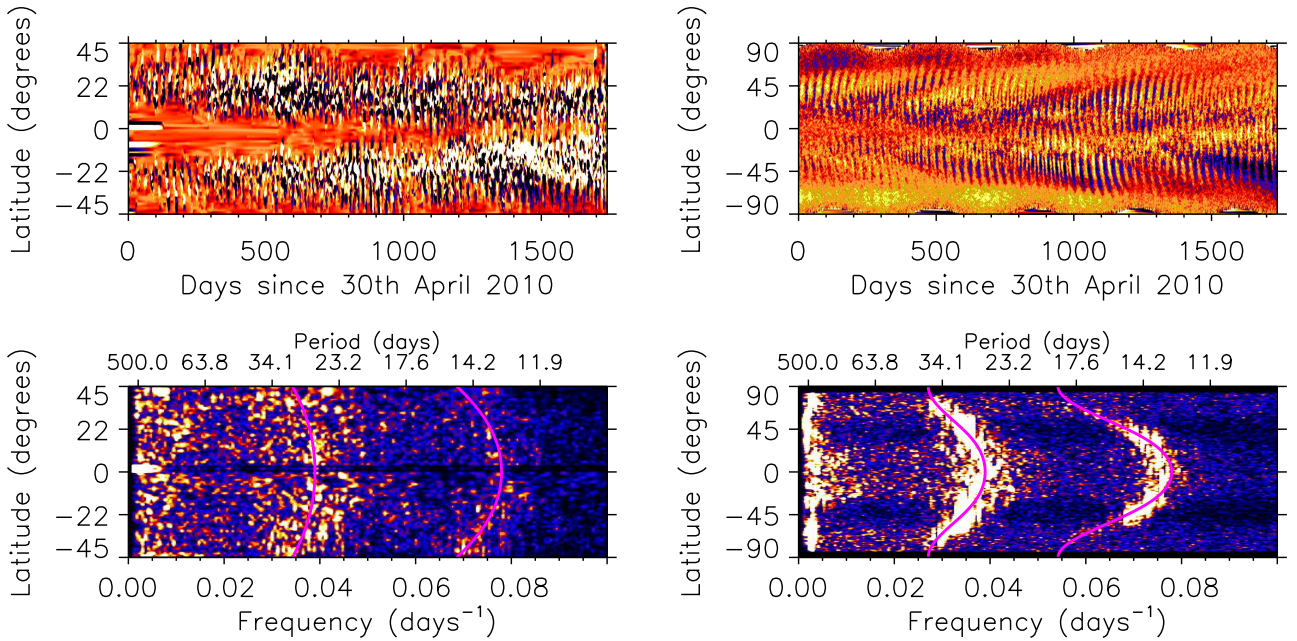 Latitude (degrees)
45
22
0
−22
−45
0 500 1000 1500
Days since 30th April 2010
Latitude (degrees)
90
45
0
−45
−90
0 500 1000 1500
Days since 30th April 2010
Period (days)
500.0 63.8 34.1 23.2 17.6 14.2 11.9
Latitude (degrees)
45
22
0
−22
−45
0.00 0.02 0.04 0.06 0.08
Frequency (days⁻¹)
Period (days)
500.0 63.8 34.1 23.2 17.6 14.2 11.9
Latitude (degrees)
90
45
0
−45
−90
0.00 0.02 0.04 0.06 0.08
Frequency (days⁻¹)